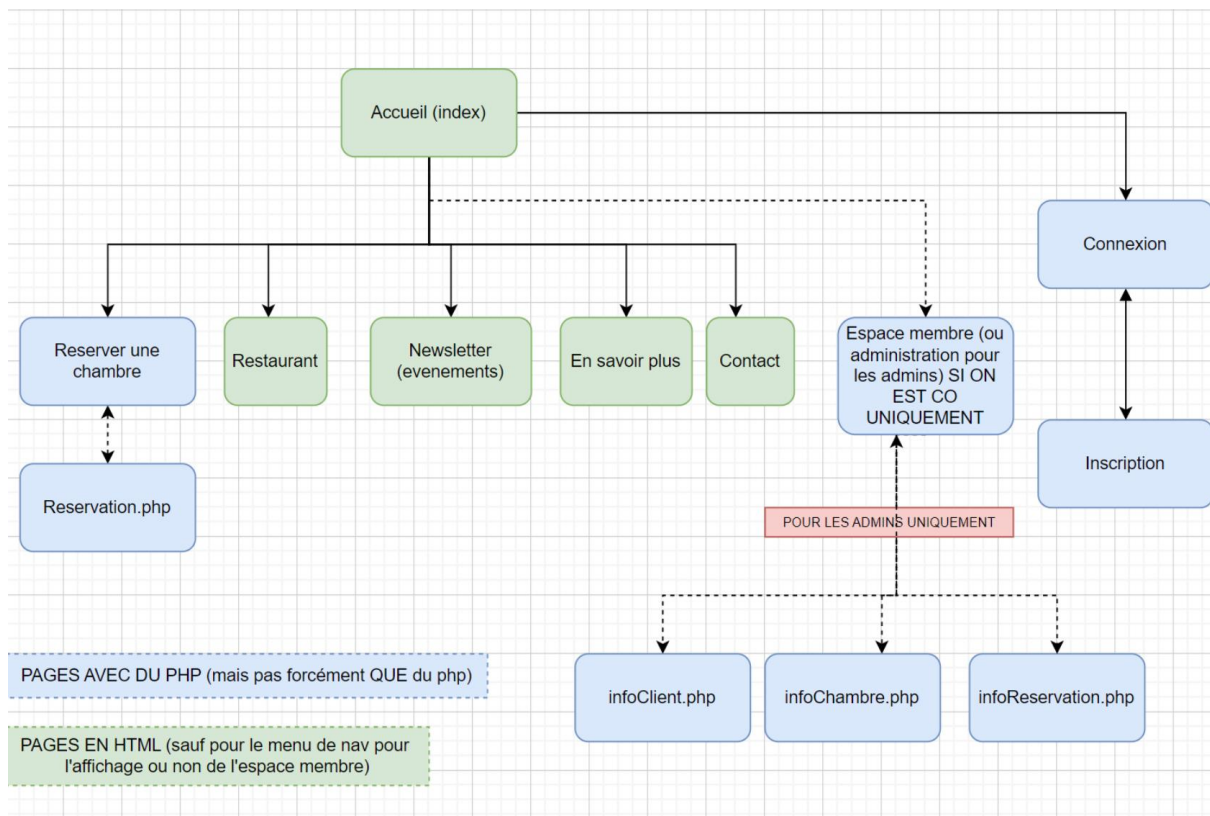 Accueil (index)
Connexion
Reserver une
chambre
Restaurant
Newsletter
(evenements)
En savoir plus
Contact
Espace membre (ou
administration pour
les admins) SI ON
EST CO
UNIQUEMENT
Inscription
Reservation.php
POUR LES ADMINS UNIQUEMENT
PAGES AVEC DU PHP (mais pas forcément QUE du php)
infoClient.php
infoChambre.php
infoReservation.php
PAGES EN HTML (sauf pour le menu de nav pour
l'affichage ou non de l'espace membre)